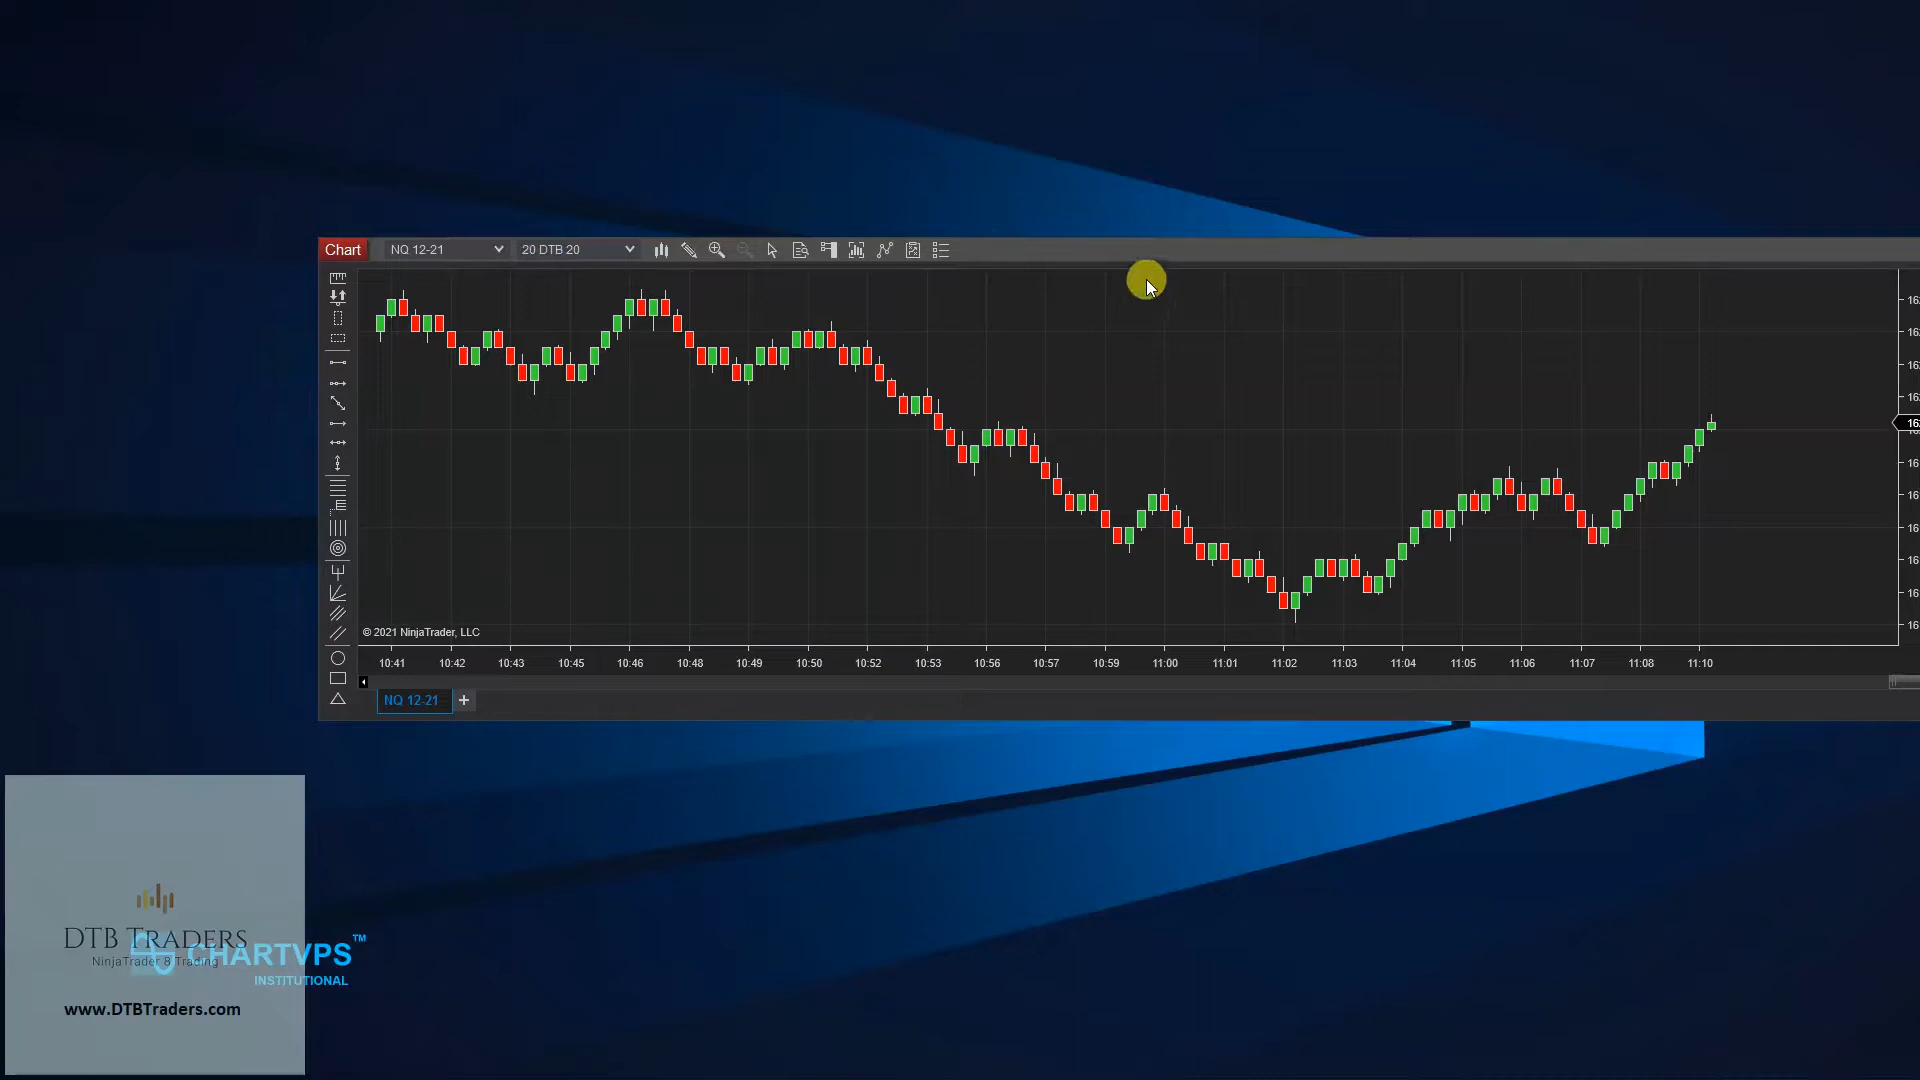 Chart
NQ 12-21
20 DTB 20
© 2021 NinjaTrader, LLC
10:41 10:42 10:43 10:45 10:46 10:48 10:49 10:50 10:52 10:53 10:56 10:57 10:59 11:00 11:01 11:02 11:03 11:04 11:05 11:06 11:07 11:08 11:10
NQ 12-21 +
DTB TRADERS
NinjaTrader 8 Trading
CHARTVPS™
INSTITUTIONAL
www.DTBTraders.com